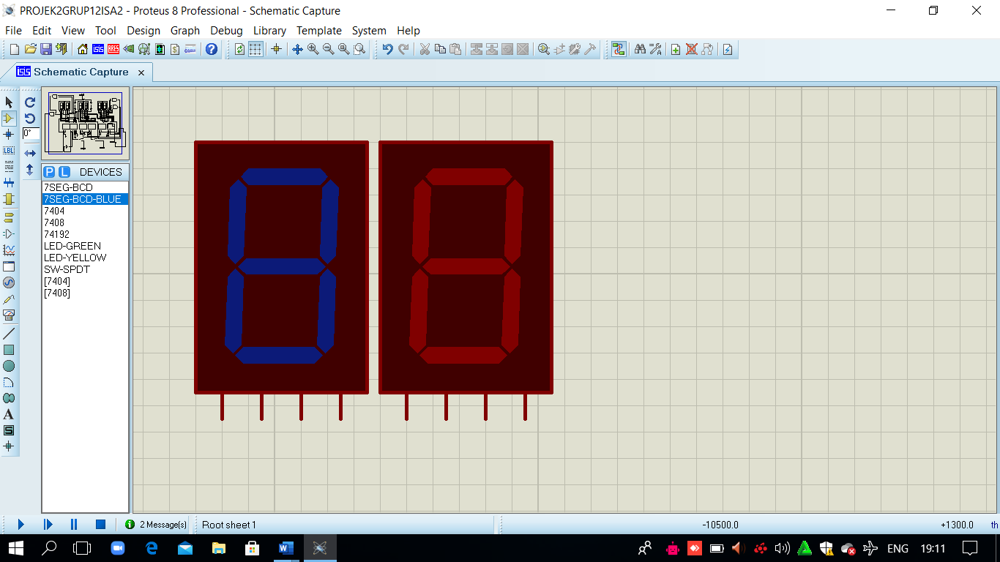 PROJEK2GRUP12ISA2 - Proteus 8 Professional - Schematic Capture
File Edit View Tool Design Graph Debug Library Template System Help
Schematic Capture
0°
LBL
P L DEVICES
7SEG-BCD
7SEG-BCD-BLUE
7404
7408
74192
LED-GREEN
LED-YELLOW
SW-SPDT
[7404]
[7408]
A
S
2 Message(s) Root sheet 1 -10500.0 +1300.0 th
ENG 19:11